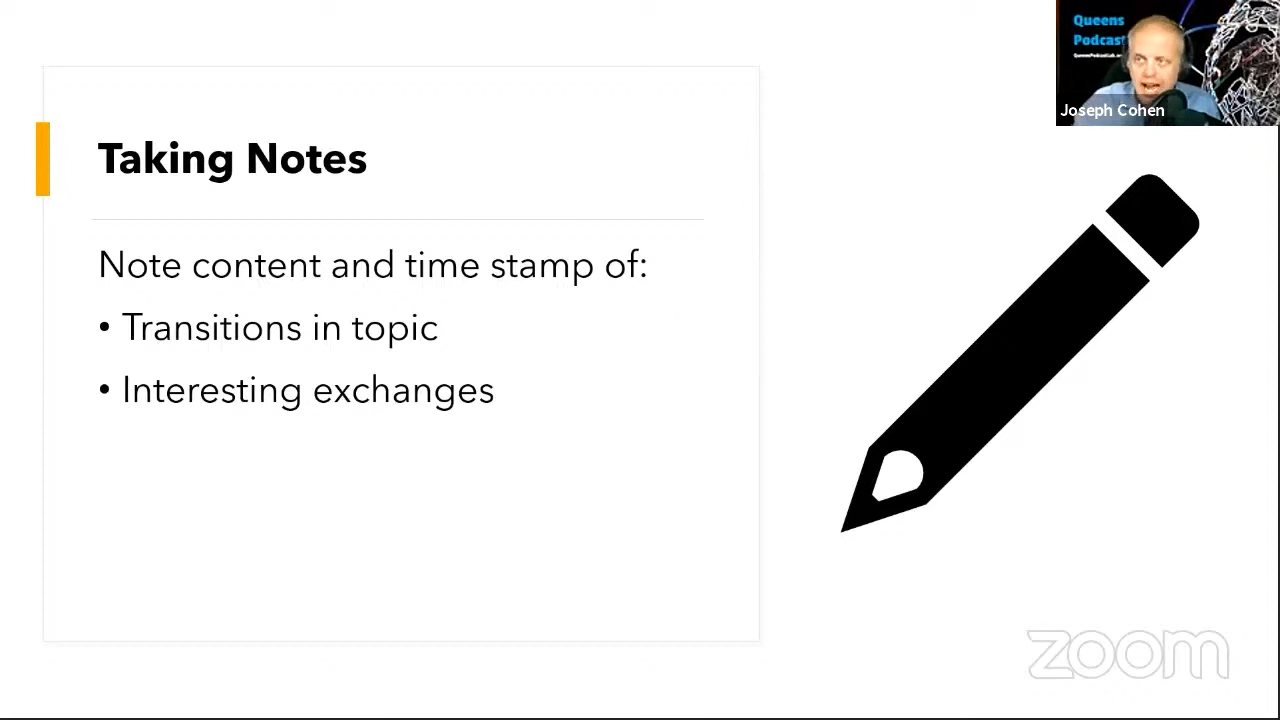 Queens
Podcast
Joseph Cohen
Taking Notes
Note content and time stamp of:
• Transitions in topic
• Interesting exchanges
zoom